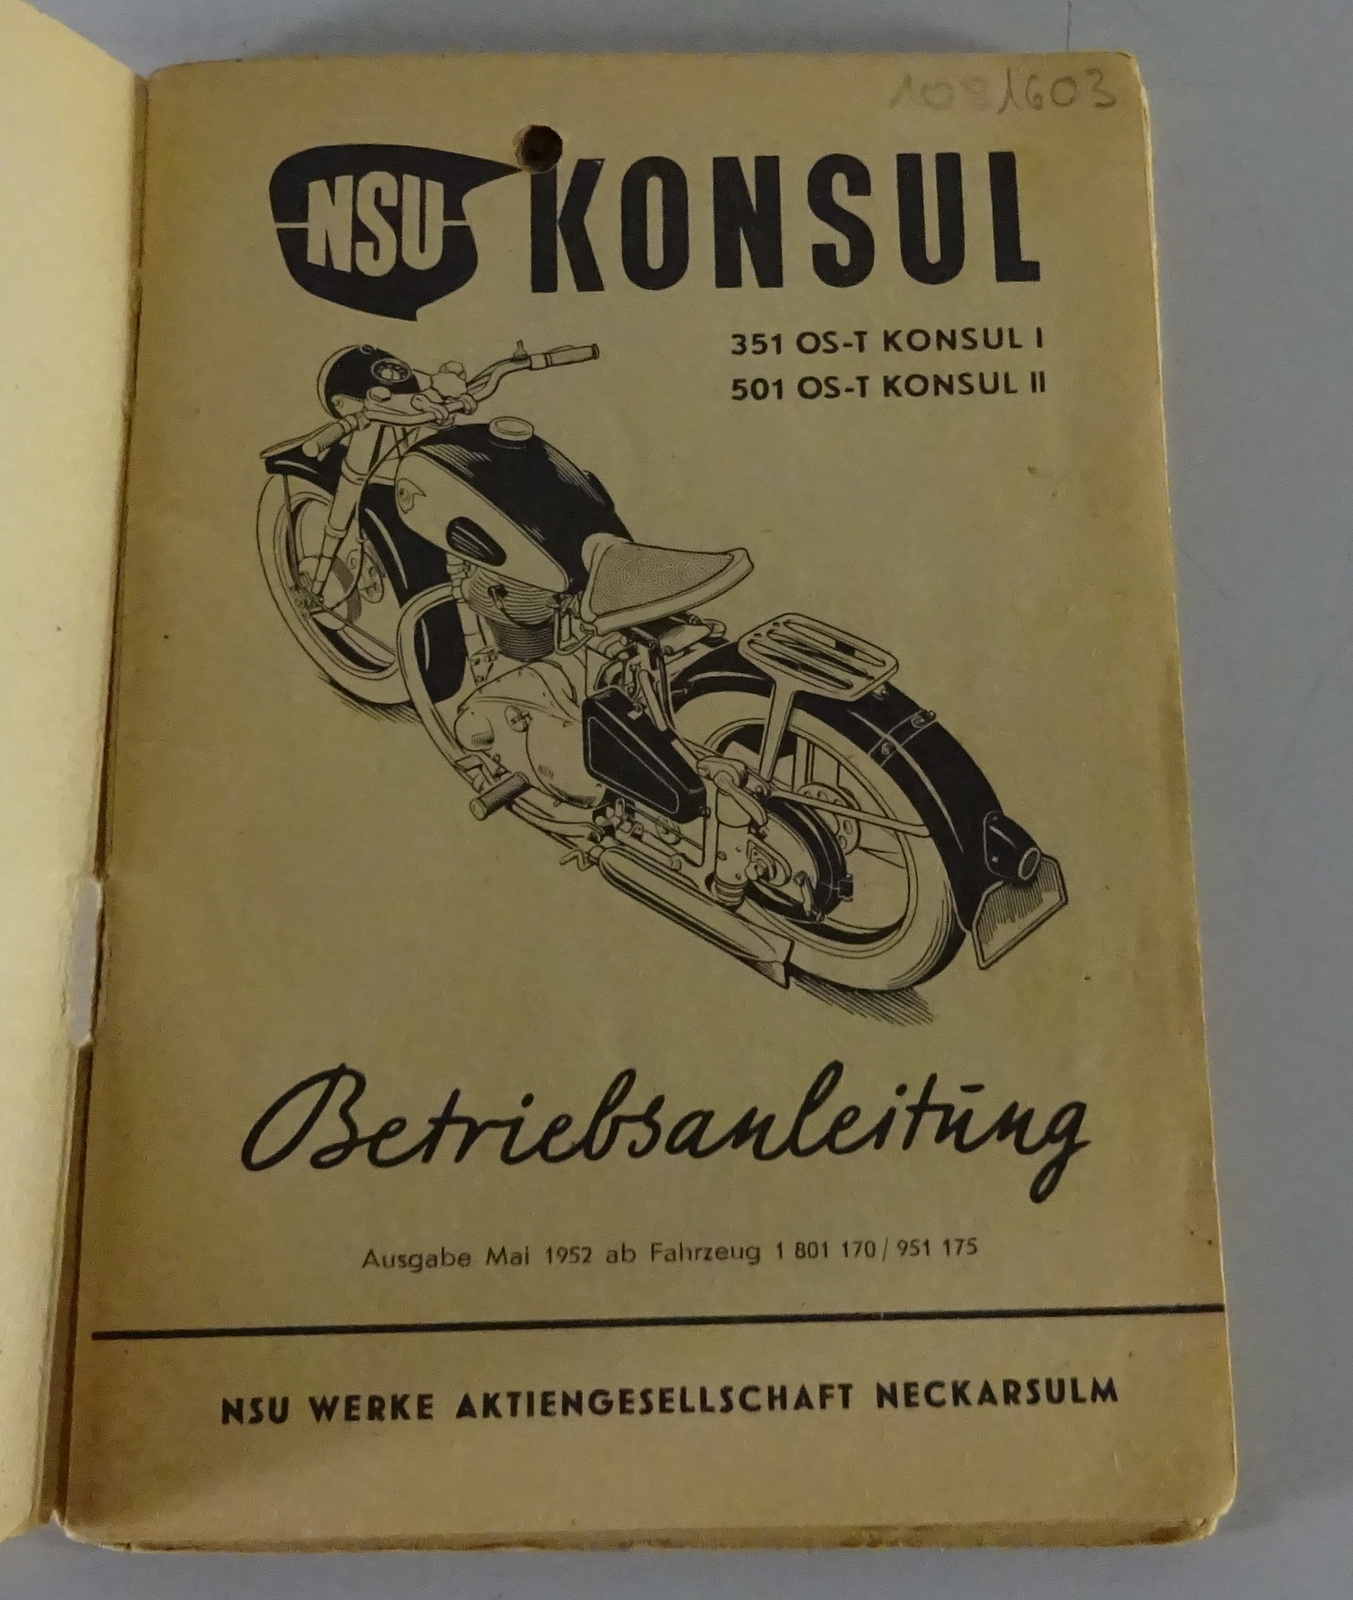 1081603
NSU KONSUL
351 OS-T KONSUL I
501 OS-T KONSUL II
Betriebsanleitung
Ausgabe Mai 1952 ab Fahrzeug 1 801 170/951 175
NSU WERKE AKTIENGESELLSCHAFT NECKARSULM